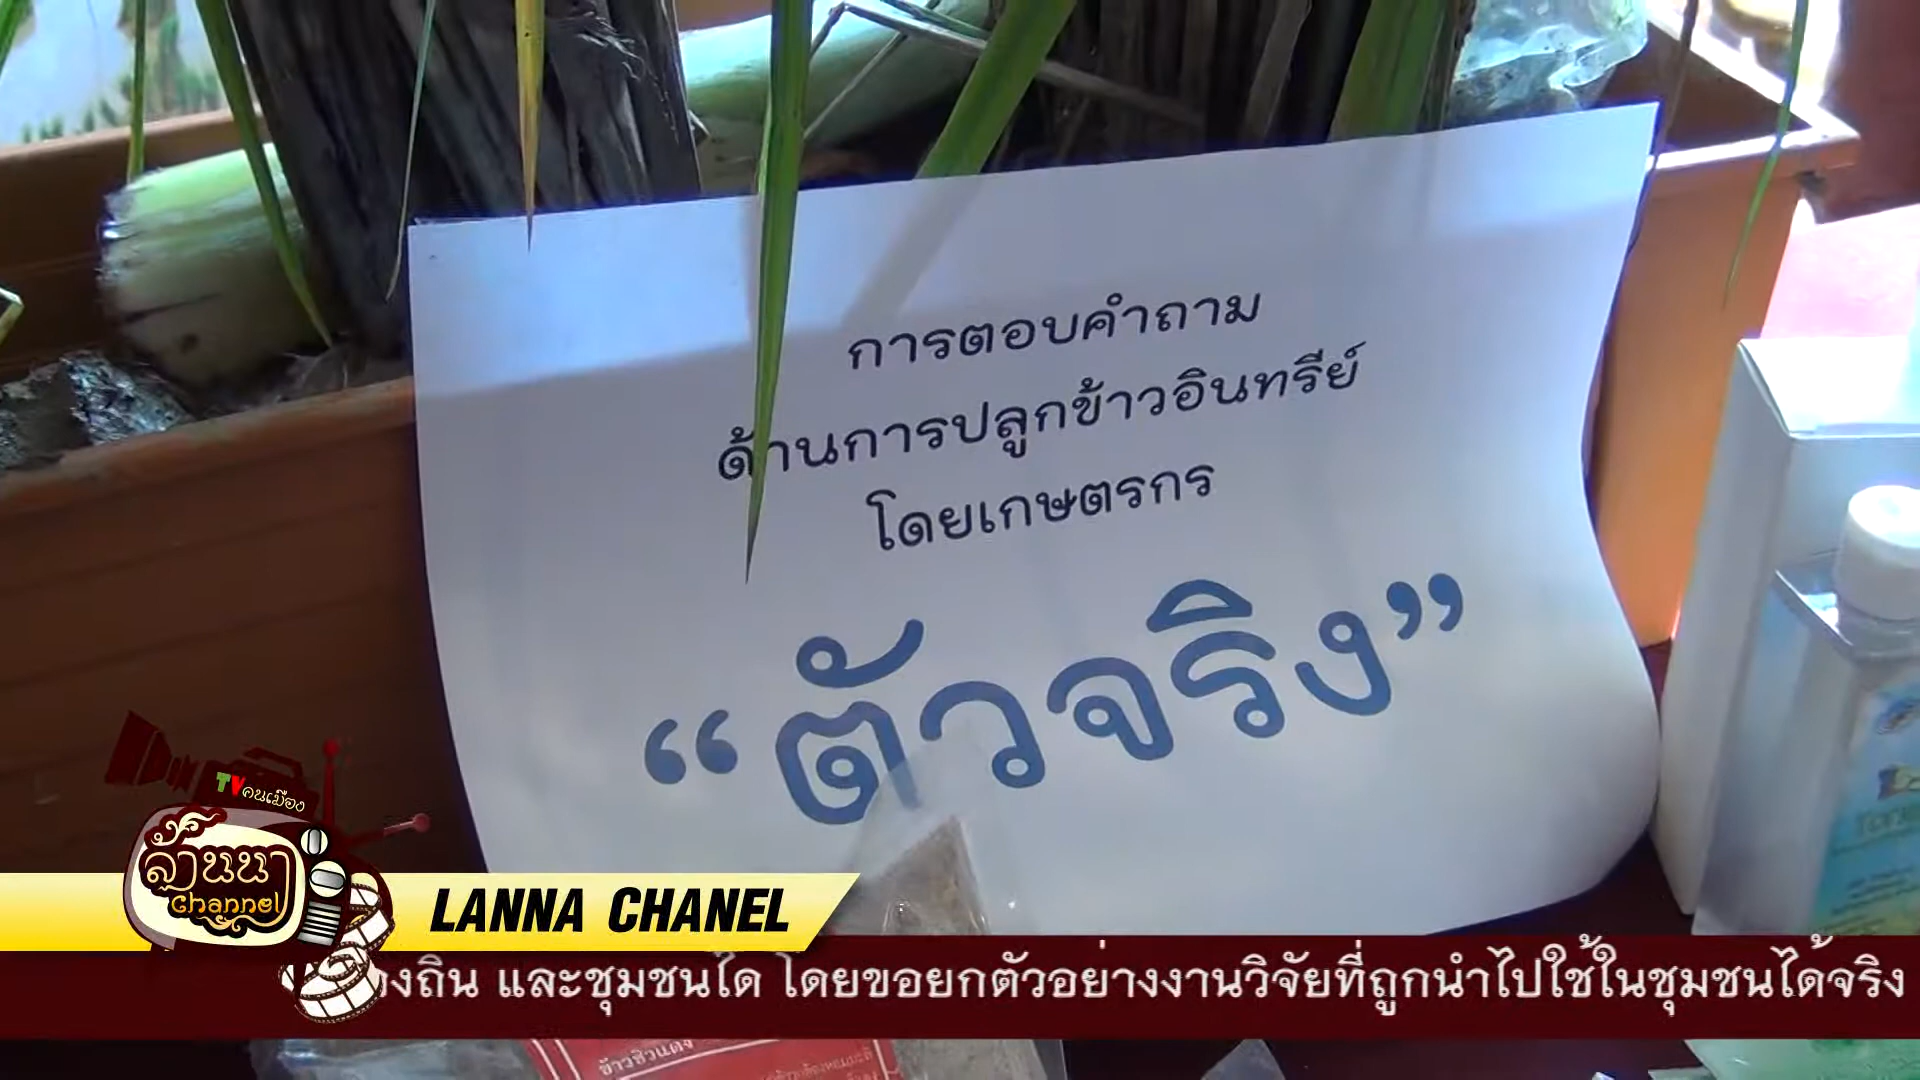 การตอบคำถาม
ด้านการปลูกข้าวอินทรีย์
โดยเกษตรกร
“ตัวจริง”
TVคนเมือง
ล้านนา
Channel
LANNA CHANEL
และชุมชนได้ โดยขอยกตัวอย่างงานวิจัยที่ถูกนำไปใช้ในชุมชนได้จริง